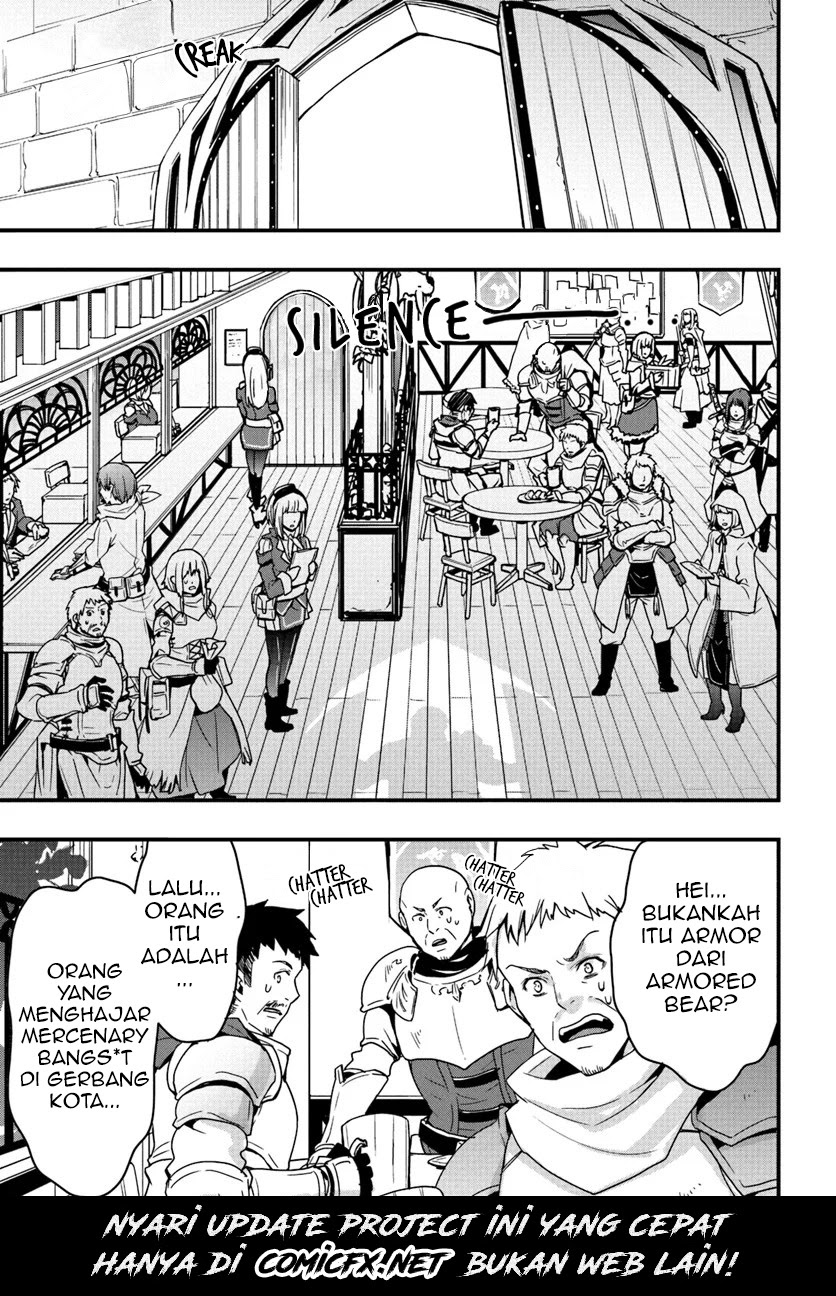 CREAK
SILENCE
HEI...
BUKANKAH
ITU ARMOR
DARI
ARMORED
BEAR?
CHATTER
CHATTER
CHATTER
CHATTER
LALU...
ORANG
ITU
ADALAH
...
ORANG
YANG
MENGHAJAR
MERCENARY
BANGS*T
DI GERBANG
KOTA...
NYARI UPDATE PROJECT INI YANG CEPAT
HANYA DI COMICFX.NET BUKAN WEB LAIN!